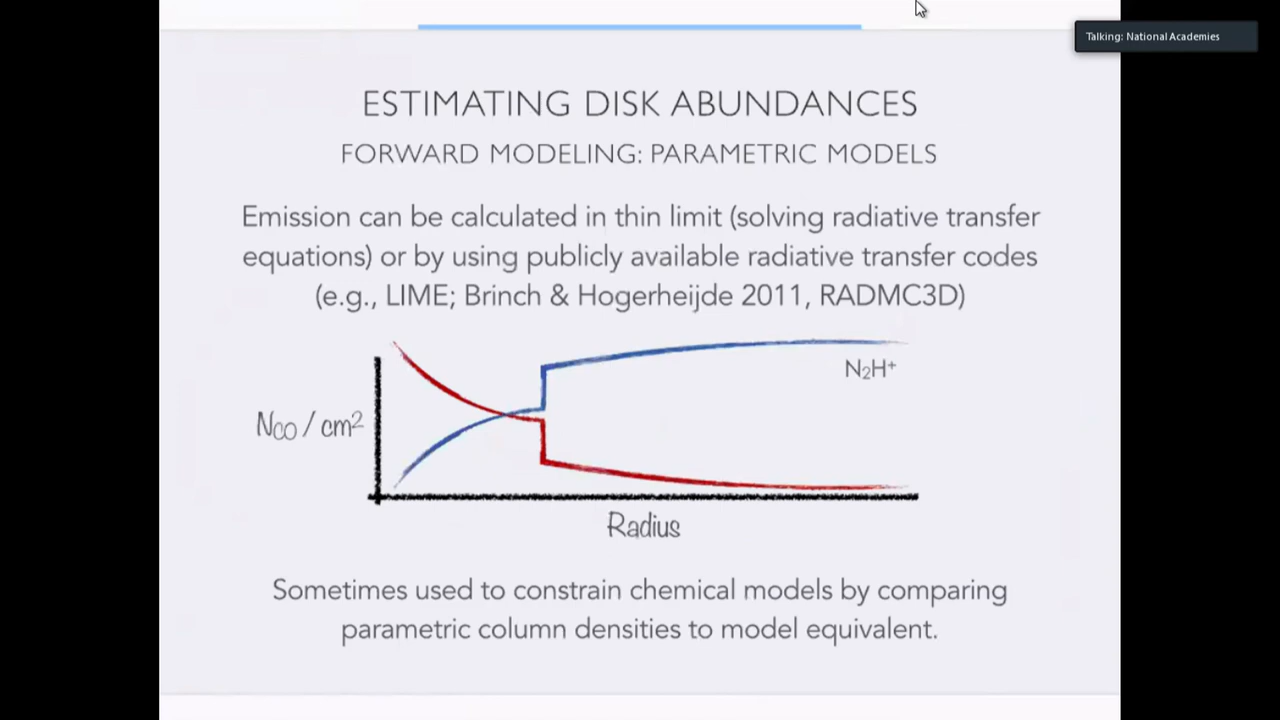 Talking: National Academies
ESTIMATING DISK ABUNDANCES
FORWARD MODELING: PARAMETRIC MODELS
Emission can be calculated in thin limit (solving radiative transfer
equations) or by using publicly available radiative transfer codes
(e.g., LIME; Brinch & Hogerheijde 2011, RADMC3D)
N₂H⁺
N_CO / cm²
Radius
Sometimes used to constrain chemical models by comparing
parametric column densities to model equivalent.